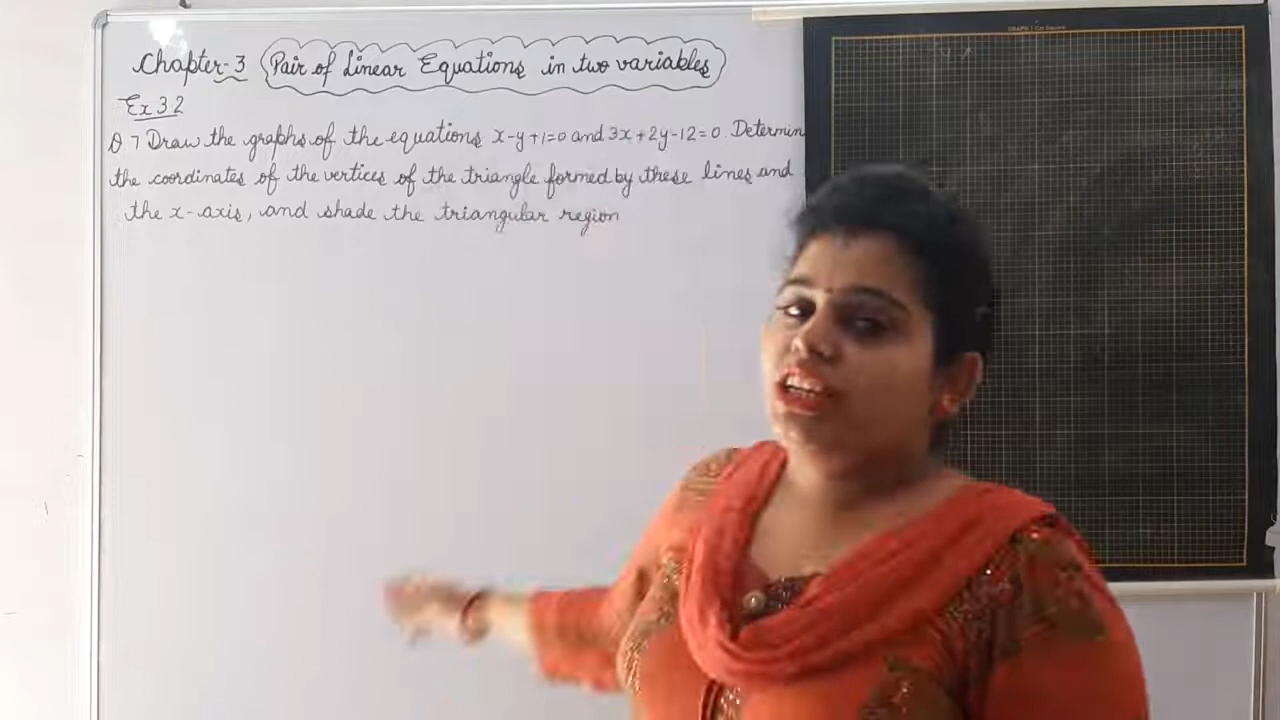 Chapter-3 Pair of Linear Equations in two variables
Ex 3.2
Q 7 Draw the graphs of the equations x-y+1=0 and 3x+2y-12=0. Determin
the coordinates of the vertices of the triangle formed by these lines and
the x-axis, and shade the triangular region